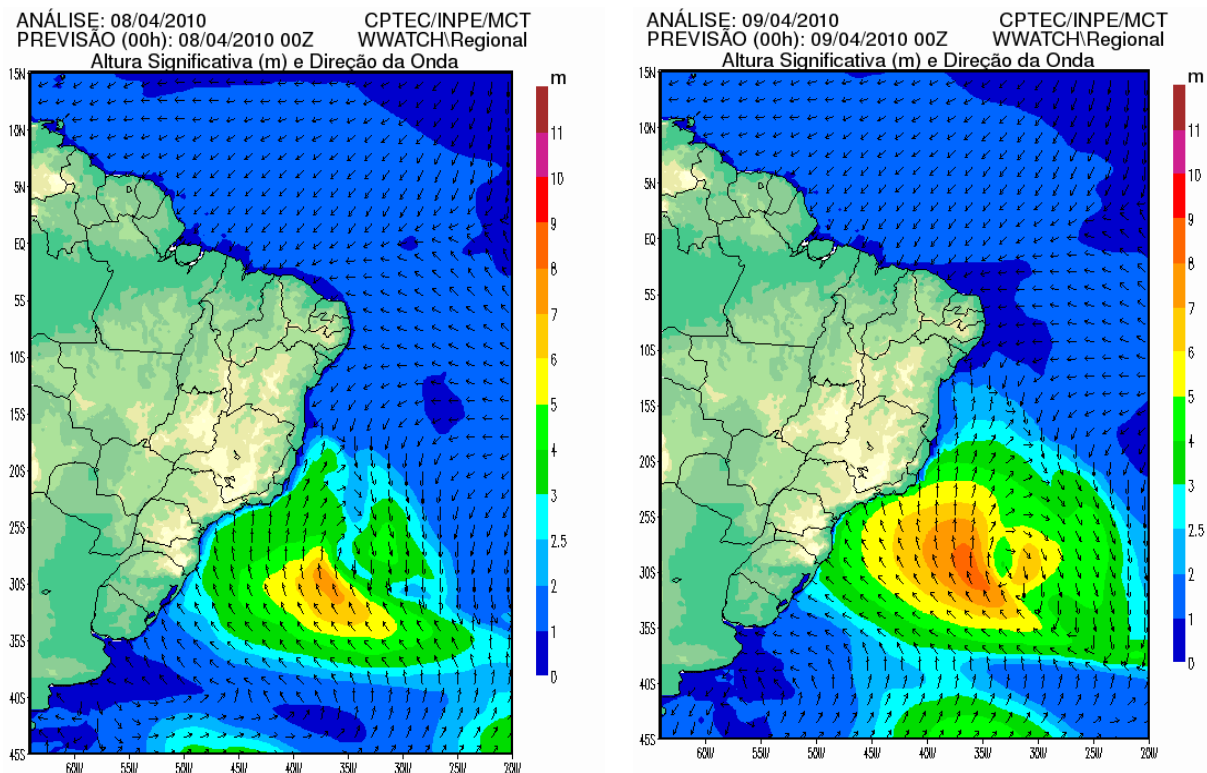 ANÁLISE: 08/04/2010 CPTEC/INPE/MCT
PREVISÃO (00h): 08/04/2010 00Z WWATCH\Regional
Altura Significativa (m) e Direção da Onda
15N
10N
5N
EQ
5S
10S
15S
20S
25S
30S
35S
40S
45S
60W 55W 50W 45W 40W 35W 30W 25W 20W
m
11
10
9
8
7
6
5
4
3
2.5
2
1
0
ANÁLISE: 09/04/2010 CPTEC/INPE/MCT
PREVISÃO (00h): 09/04/2010 00Z WWATCH\Regional
Altura Significativa (m) e Direção da Onda
15N
10N
5N
EQ
5S
10S
15S
20S
25S
30S
35S
40S
45S
60W 55W 50W 45W 40W 35W 30W 25W 20W
m
11
10
9
8
7
6
5
4
3
2.5
2
1
0